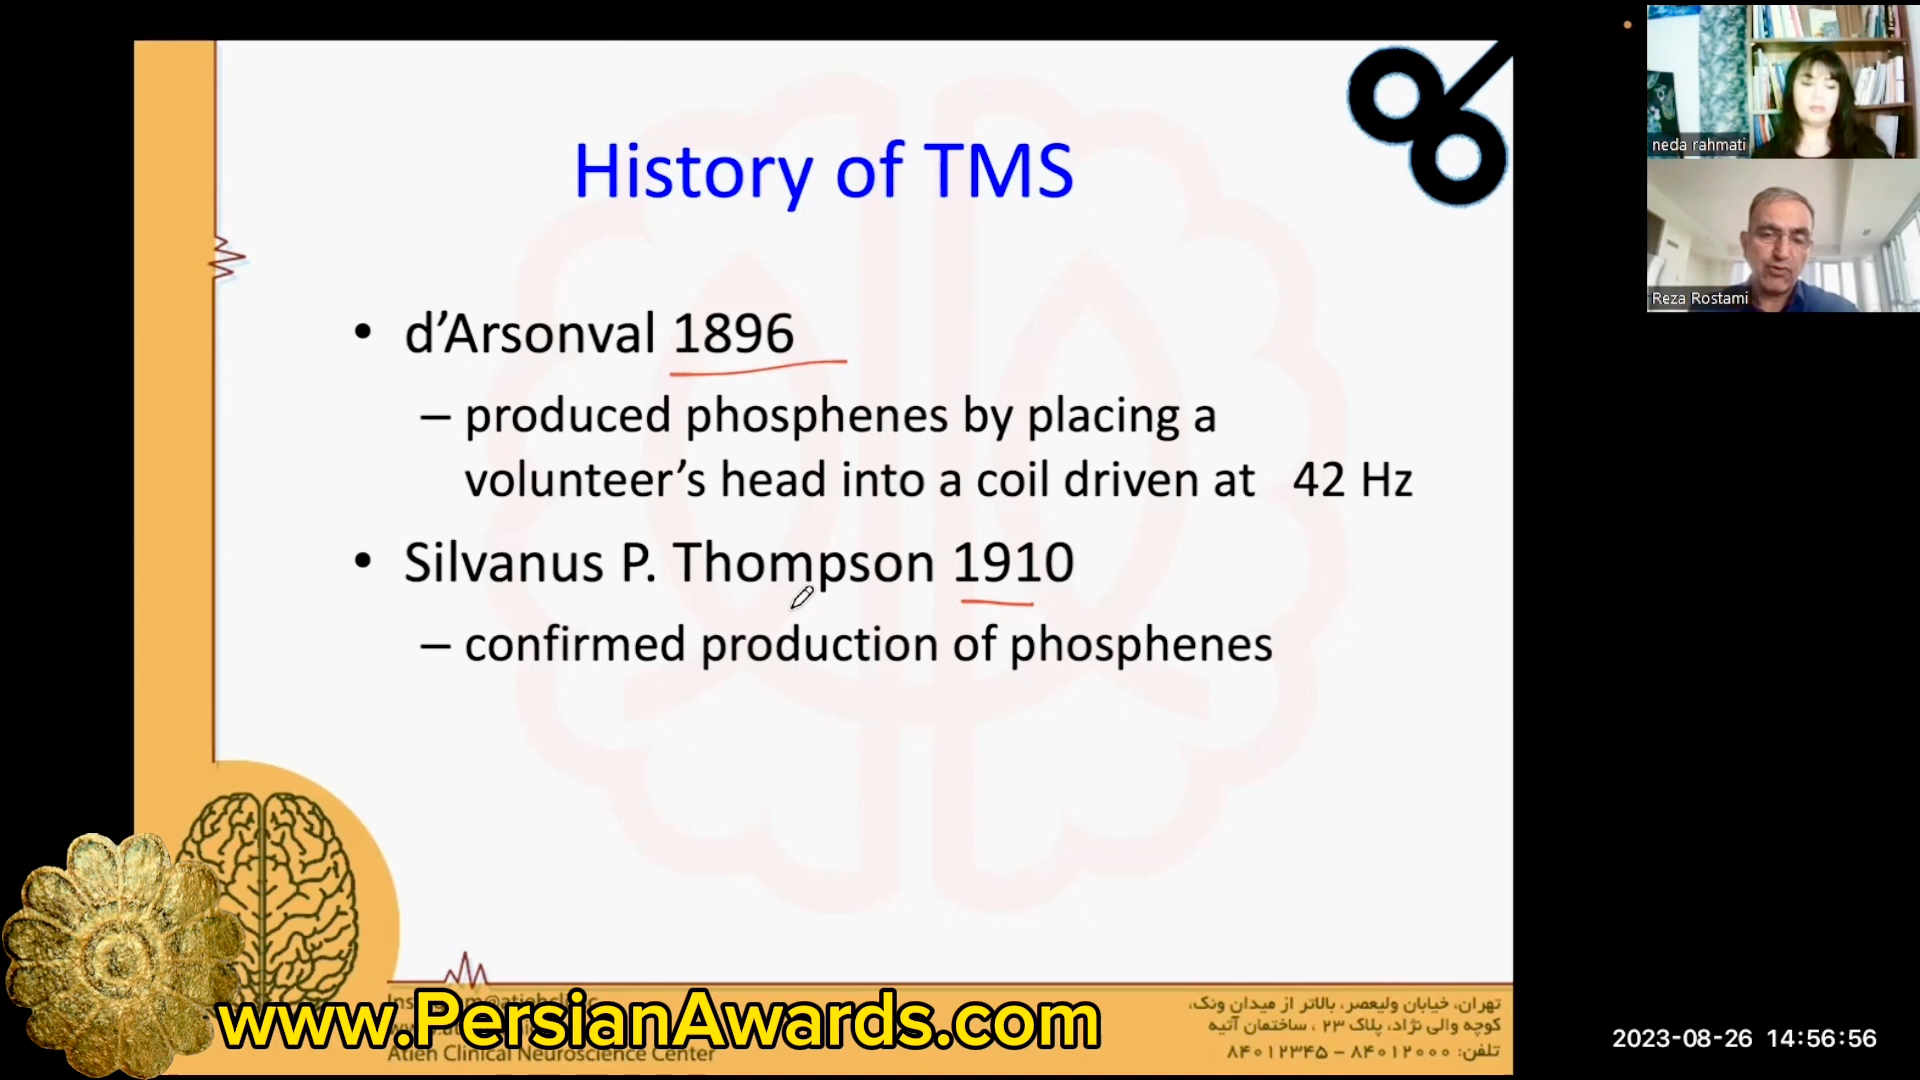 History of TMS
• d’Arsonval 1896
– produced phosphenes by placing a
volunteer’s head into a coil driven at 42 Hz
• Silvanus P. Thompson 1910
– confirmed production of phosphenes
neda rahmati
Reza Rostami
www.PersianAwards.com
Atieh Clinical Neuroscience Center
تهران، خیابان ولیعصر، بالاتر از میدان ونک،
کوچه والی نژاد، پلاک ۲۳ ، ساختمان آتیه
تلفن: ۸۴۰۱۲۰۰۰ – ۸۴۰۱۲۳۴۵
2023-08-26 14:56:56